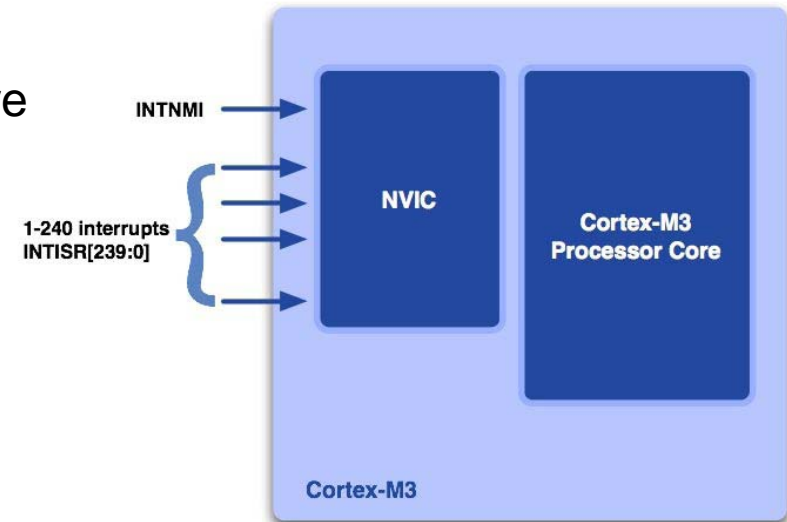 INTNMI
1-240 interrupts
INTISR[239:0]
NVIC
Cortex-M3
Processor Core
Cortex-M3